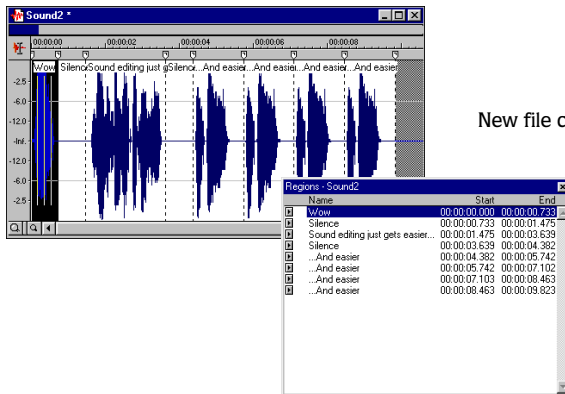 Sound2 *
00:00:00 00:00:02 00:00:04 00:00:06 00:00:08
Wow Silenc Sound editing just g Silenc ...And easier ...And easier ...And easier ...And easier
-2.5
-6.0
-12.0
-Inf.
-12.0
-6.0
-2.5
New file
Regions - Sound2
Name Start End
Wow 00:00:00.000 00:00:00.733
Silence 00:00:00.733 00:00:01.475
Sound editing just gets easier... 00:00:01.475 00:00:03.639
Silence 00:00:03.639 00:00:04.382
...And easier 00:00:04.382 00:00:05.742
...And easier 00:00:05.742 00:00:07.102
...And easier 00:00:07.103 00:00:08.463
...And easier 00:00:08.463 00:00:09.823